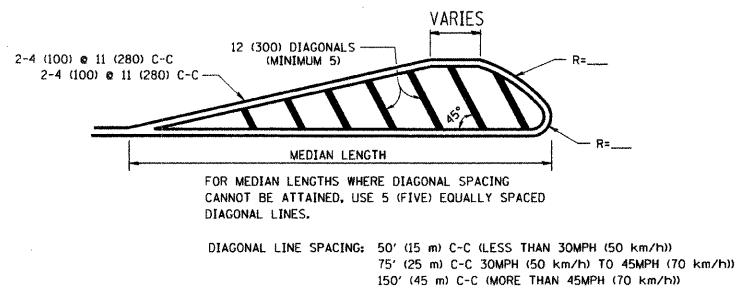 VARIES
12 (300) DIAGONALS
(MINIMUM 5)
2-4 (100) @ 11 (280) C-C
2-4 (100) @ 11 (280) C-C
R=___
45°
R=___
MEDIAN LENGTH
FOR MEDIAN LENGTHS WHERE DIAGONAL SPACING
CANNOT BE ATTAINED, USE 5 (FIVE) EQUALLY SPACED
DIAGONAL LINES.
DIAGONAL LINE SPACING: 50' (15 m) C-C (LESS THAN 30MPH (50 km/h))
75' (25 m) C-C 30MPH (50 km/h) TO 45MPH (70 km/h))
150' (45 m) C-C (MORE THAN 45MPH (70 km/h))